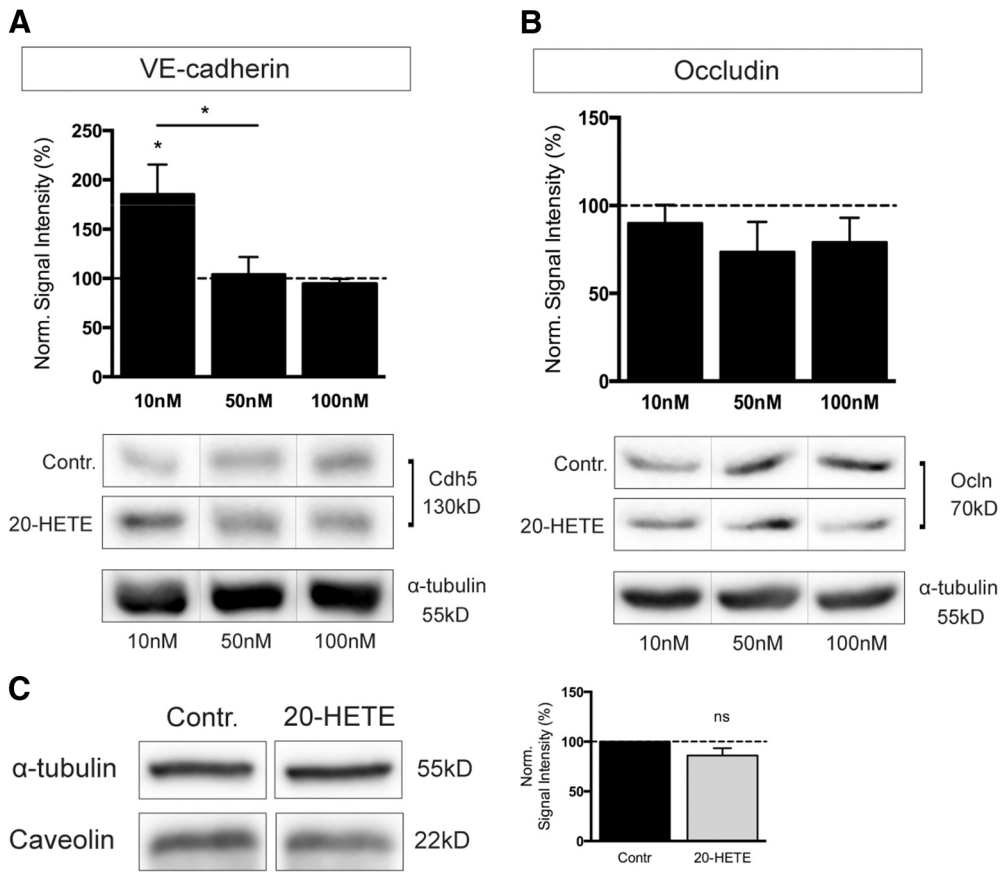 A
VE-cadherin
Norm. Signal Intensity (%)
250
200
150
100
50
0
*
*
10nM 50nM 100nM
Contr.
20-HETE
Cdh5
130kD
α-tubulin
55kD
10nM 50nM 100nM
B
Occludin
Norm. Signal Intensity (%)
150
100
50
0
10nM 50nM 100nM
Contr.
20-HETE
Ocln
70kD
α-tubulin
55kD
10nM 50nM 100nM
C
Contr. 20-HETE
α-tubulin 55kD
Caveolin 22kD
Norm.
Signal Intensity (%)
150
100
50
0
ns
Contr 20-HETE